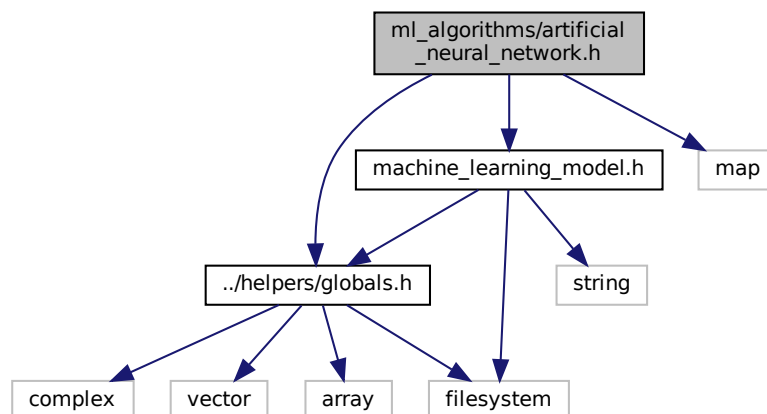 ml_algorithms/artificial
_neural_network.h
machine_learning_model.h
map
../helpers/globals.h
string
complex
vector
array
filesystem